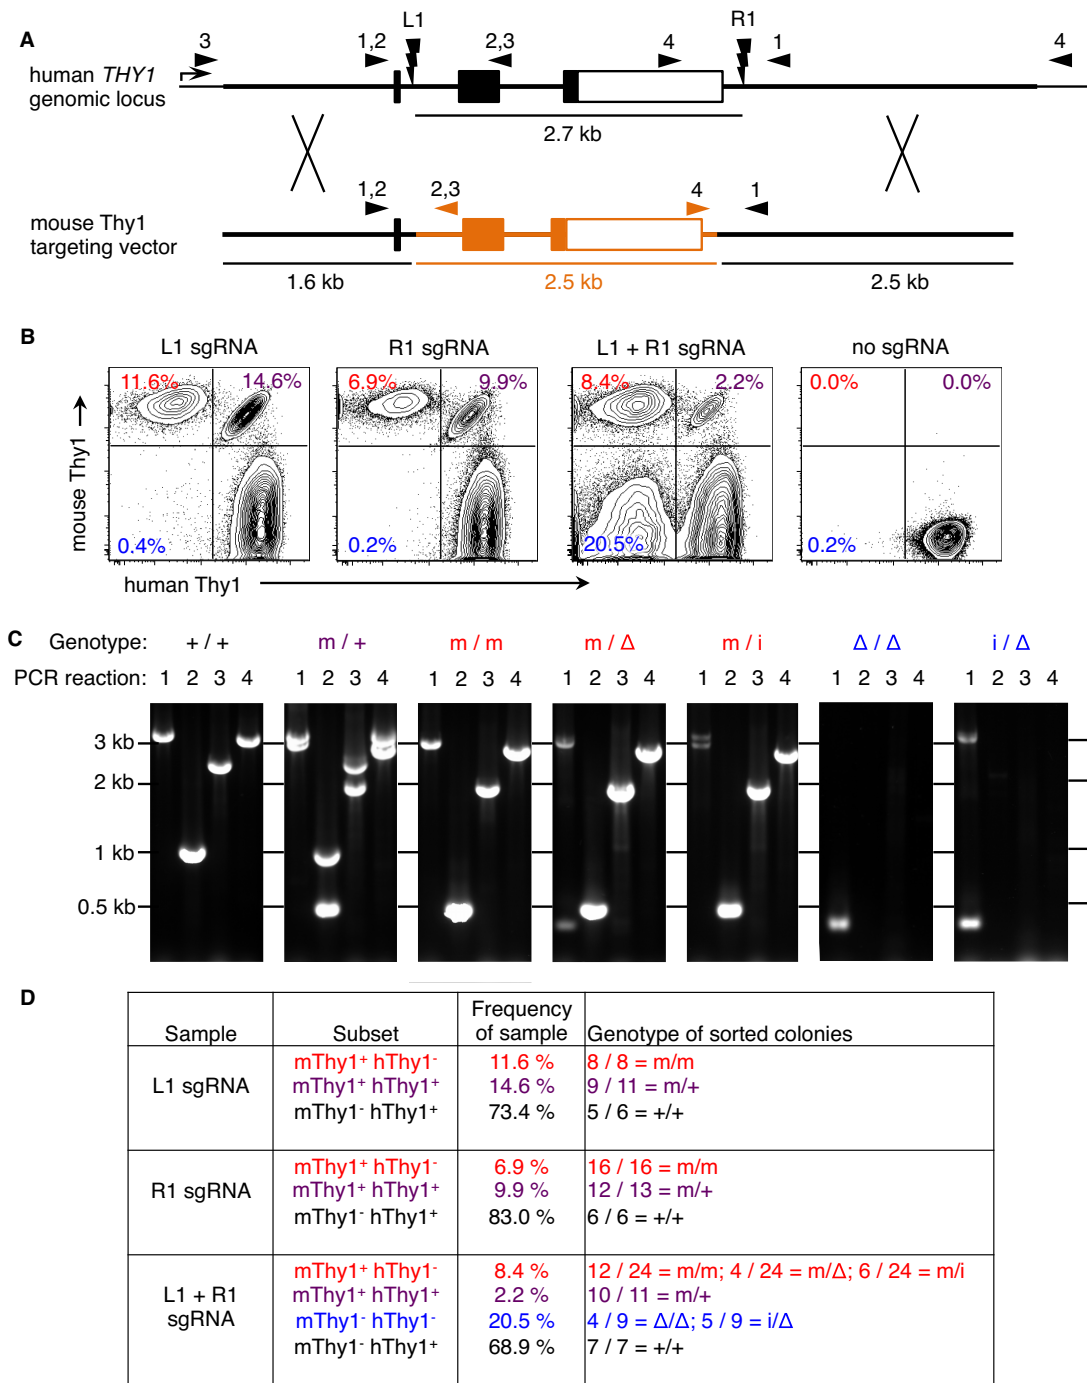 A
L1
R1
3
1,2
2,3
4
1
4
human THY1
genomic locus
2.7 kb
1,2
2,3
4
1
mouse Thy1
targeting vector
1.6 kb
2.5 kb
2.5 kb
B
L1 sgRNA
R1 sgRNA
L1 + R1 sgRNA
no sgRNA
11.6%
14.6%
6.9%
9.9%
8.4%
2.2%
0.0%
0.0%
mouse Thy1
0.4%
0.2%
20.5%
0.2%
human Thy1
C
Genotype:
+ / +
m / +
m / m
m / Δ
m / i
Δ / Δ
i / Δ
PCR reaction: 1 2 3 4 1 2 3 4 1 2 3 4 1 2 3 4 1 2 3 4 1 2 3 4 1 2 3 4
3 kb
2 kb
1 kb
0.5 kb
D
Sample
Subset
Frequency
of sample
Genotype of sorted colonies
L1 sgRNA
mThy1+ hThy1- 11.6 % 8 / 8 = m/m
mThy1+ hThy1+ 14.6 % 9 / 11 = m/+
mThy1- hThy1+ 73.4 % 5 / 6 = +/+
R1 sgRNA
mThy1+ hThy1- 6.9 % 16 / 16 = m/m
mThy1+ hThy1+ 9.9 % 12 / 13 = m/+
mThy1- hThy1+ 83.0 % 6 / 6 = +/+
L1 + R1
sgRNA
mThy1+ hThy1- 8.4 % 12 / 24 = m/m; 4 / 24 = m/Δ; 6 / 24 = m/i
mThy1+ hThy1+ 2.2 % 10 / 11 = m/+
mThy1- hThy1- 20.5 % 4 / 9 = Δ/Δ; 5 / 9 = i/Δ
mThy1- hThy1+ 68.9 % 7 / 7 = +/+